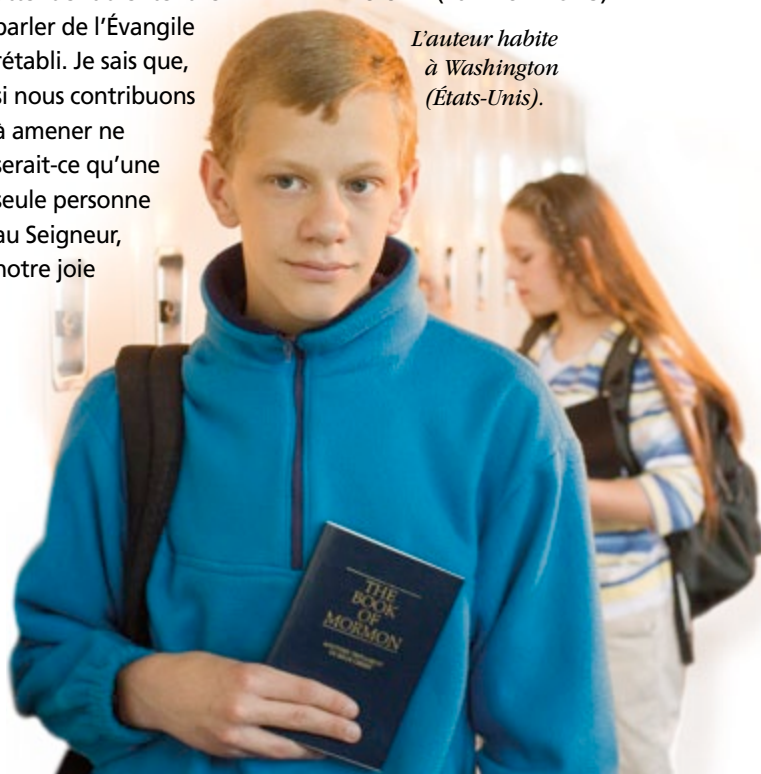 parler de l'Évangile
rétabli. Je sais que,
si nous contribuons
à amener ne
serait-ce qu'une
seule personne
au Seigneur,
notre joie
L'auteur habite
à Washington
(États-Unis).
THE
BOOK
OF
MORMON